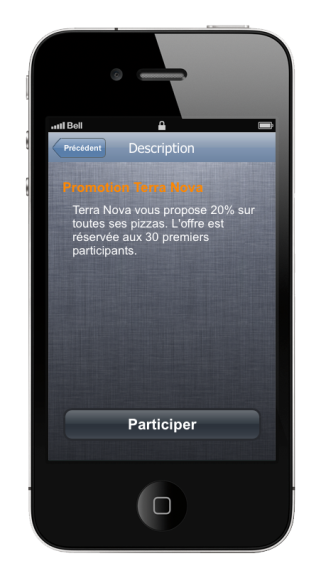 Bell
Précédent
Description
Promotion Terra Nova
Terra Nova vous propose 20% sur
toutes ses pizzas. L'offre est
réservée aux 30 premiers
participants.
Participer